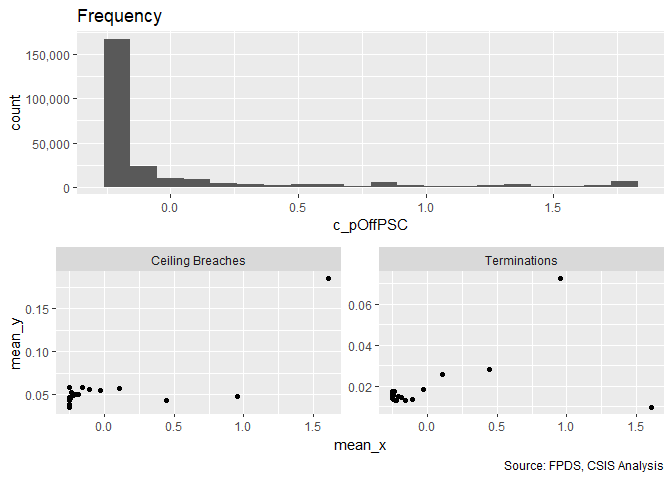 Frequency
150,000
100,000
50,000
0
count
0.0 0.5 1.0 1.5
c_pOffPSC
Ceiling Breaches Terminations
0.15
0.10
0.05
mean_y
0.06
0.04
0.02
0.0 0.5 1.0 1.5
0.0 0.5 1.0 1.5
mean_x
Source: FPDS, CSIS Analysis